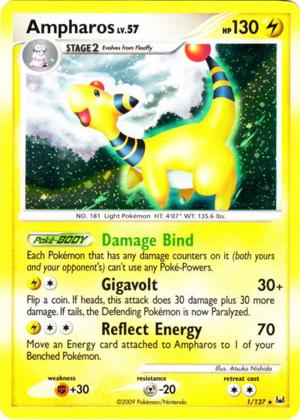 Ampharos LV.57 HP 130
STAGE 2 Evolves from Flaaffy
NO. 181 Light Pokémon HT: 4'07" WT: 135.6 lbs.
Poké-BODY Damage Bind
Each Pokémon that has any damage counters on it (both yours
and your opponent's) can't use any Poké-Powers.
Gigavolt 30+
Flip a coin. If heads, this attack does 30 damage plus 30 more
damage. If tails, the Defending Pokémon is now Paralyzed.
Reflect Energy 70
Move an Energy card attached to Ampharos to 1 of your
Benched Pokémon.
Illus. Atsuko Nishida
weakness resistance retreat cost
+30 -20
©2009 Pokémon/Nintendo 1/127 ★